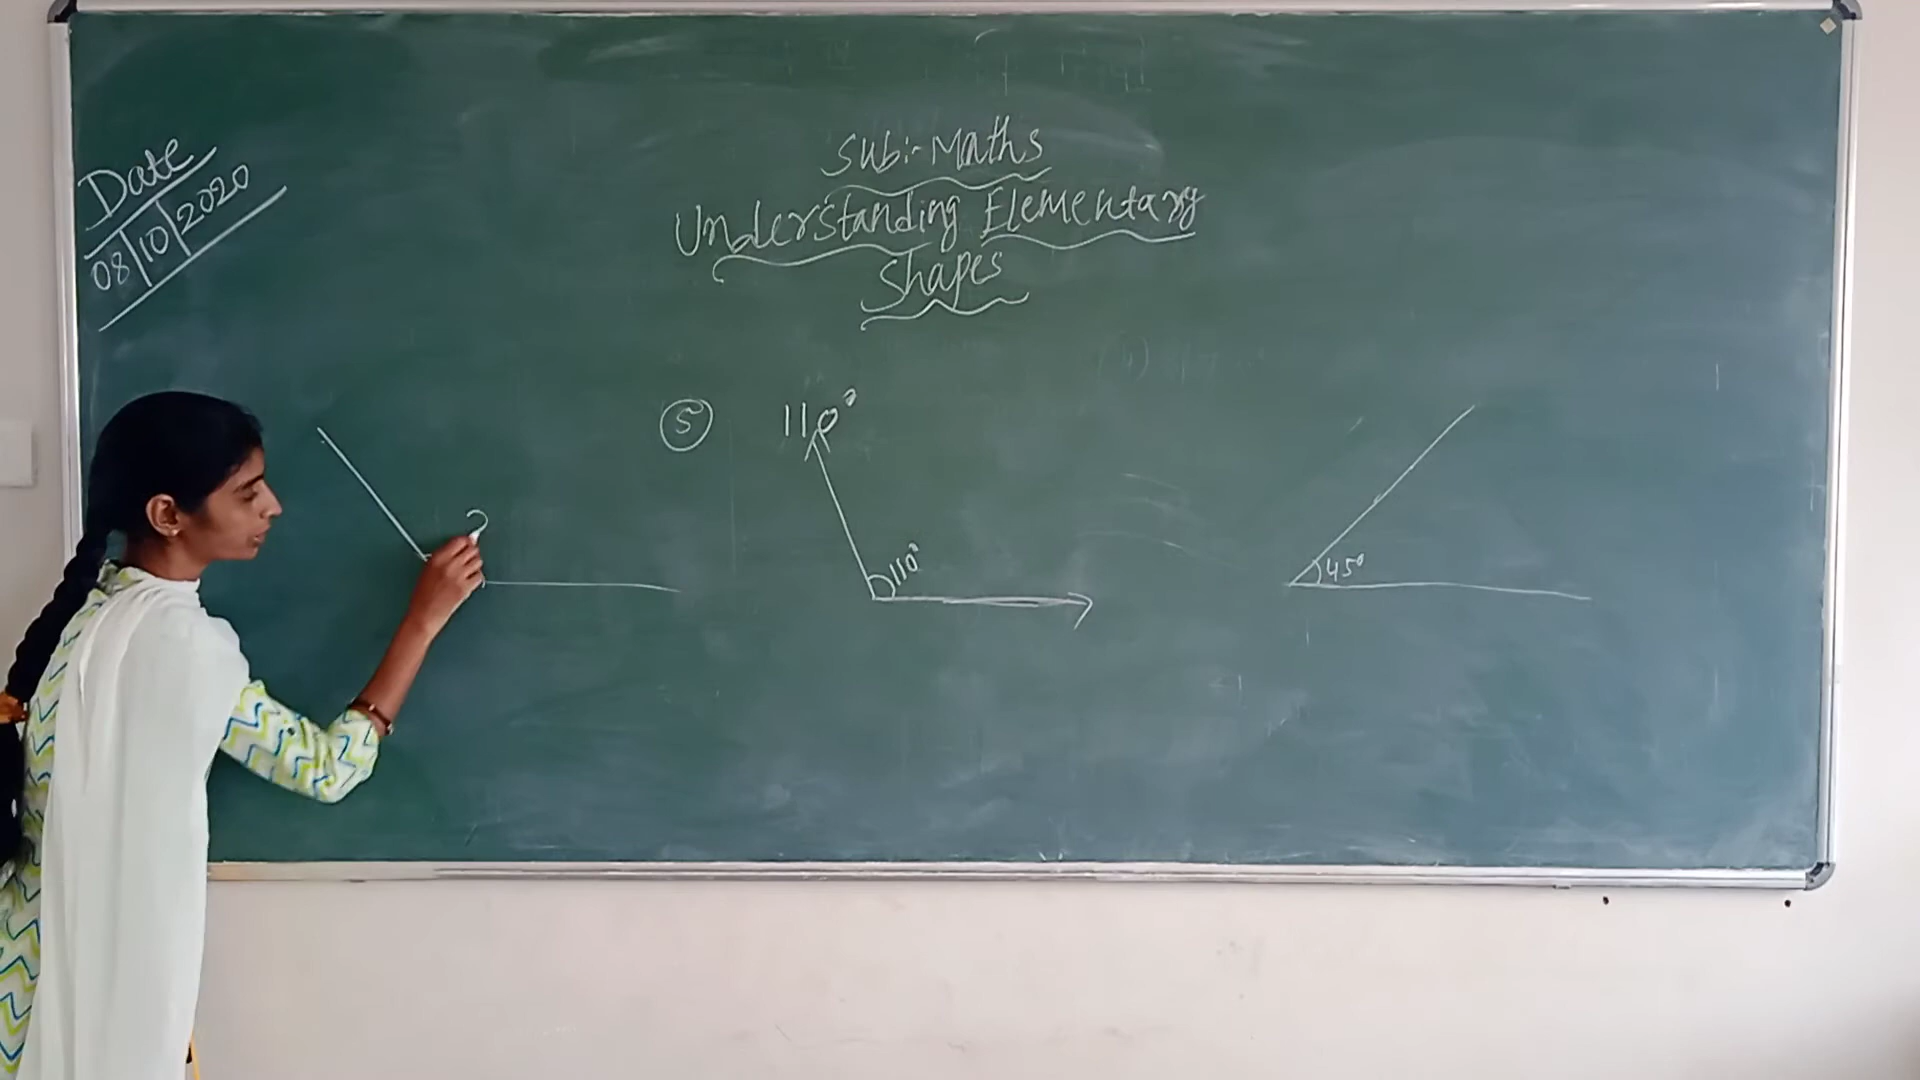 Date
08/10/2020
Sub:- Maths
Understanding Elementary
Shapes
5
110°
110°
45°
?